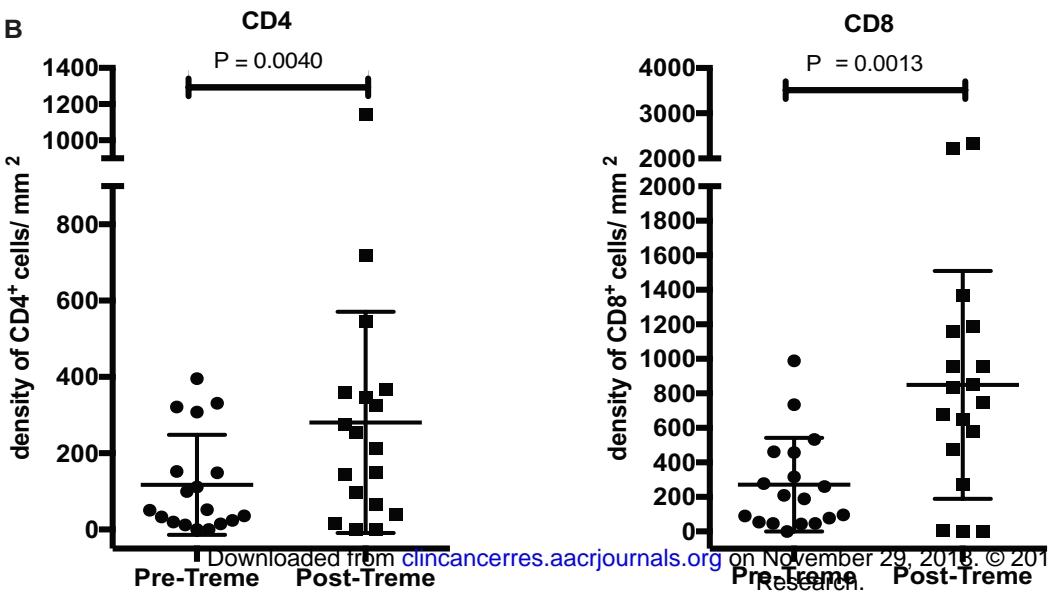 B
CD4
P = 0.0040
density of CD4+ cells/ mm 2
1400
1200
1000
800
600
400
200
0
Pre-Treme
Post-Treme
CD8
P = 0.0013
density of CD8+ cells/ mm 2
4000
3000
2000
2000
1800
1600
1400
1200
1000
800
600
400
200
0
Pre-Treme
Post-Treme
Downloaded from clincancerres.aacrjournals.org on November 29, 2018. © 201
Research.